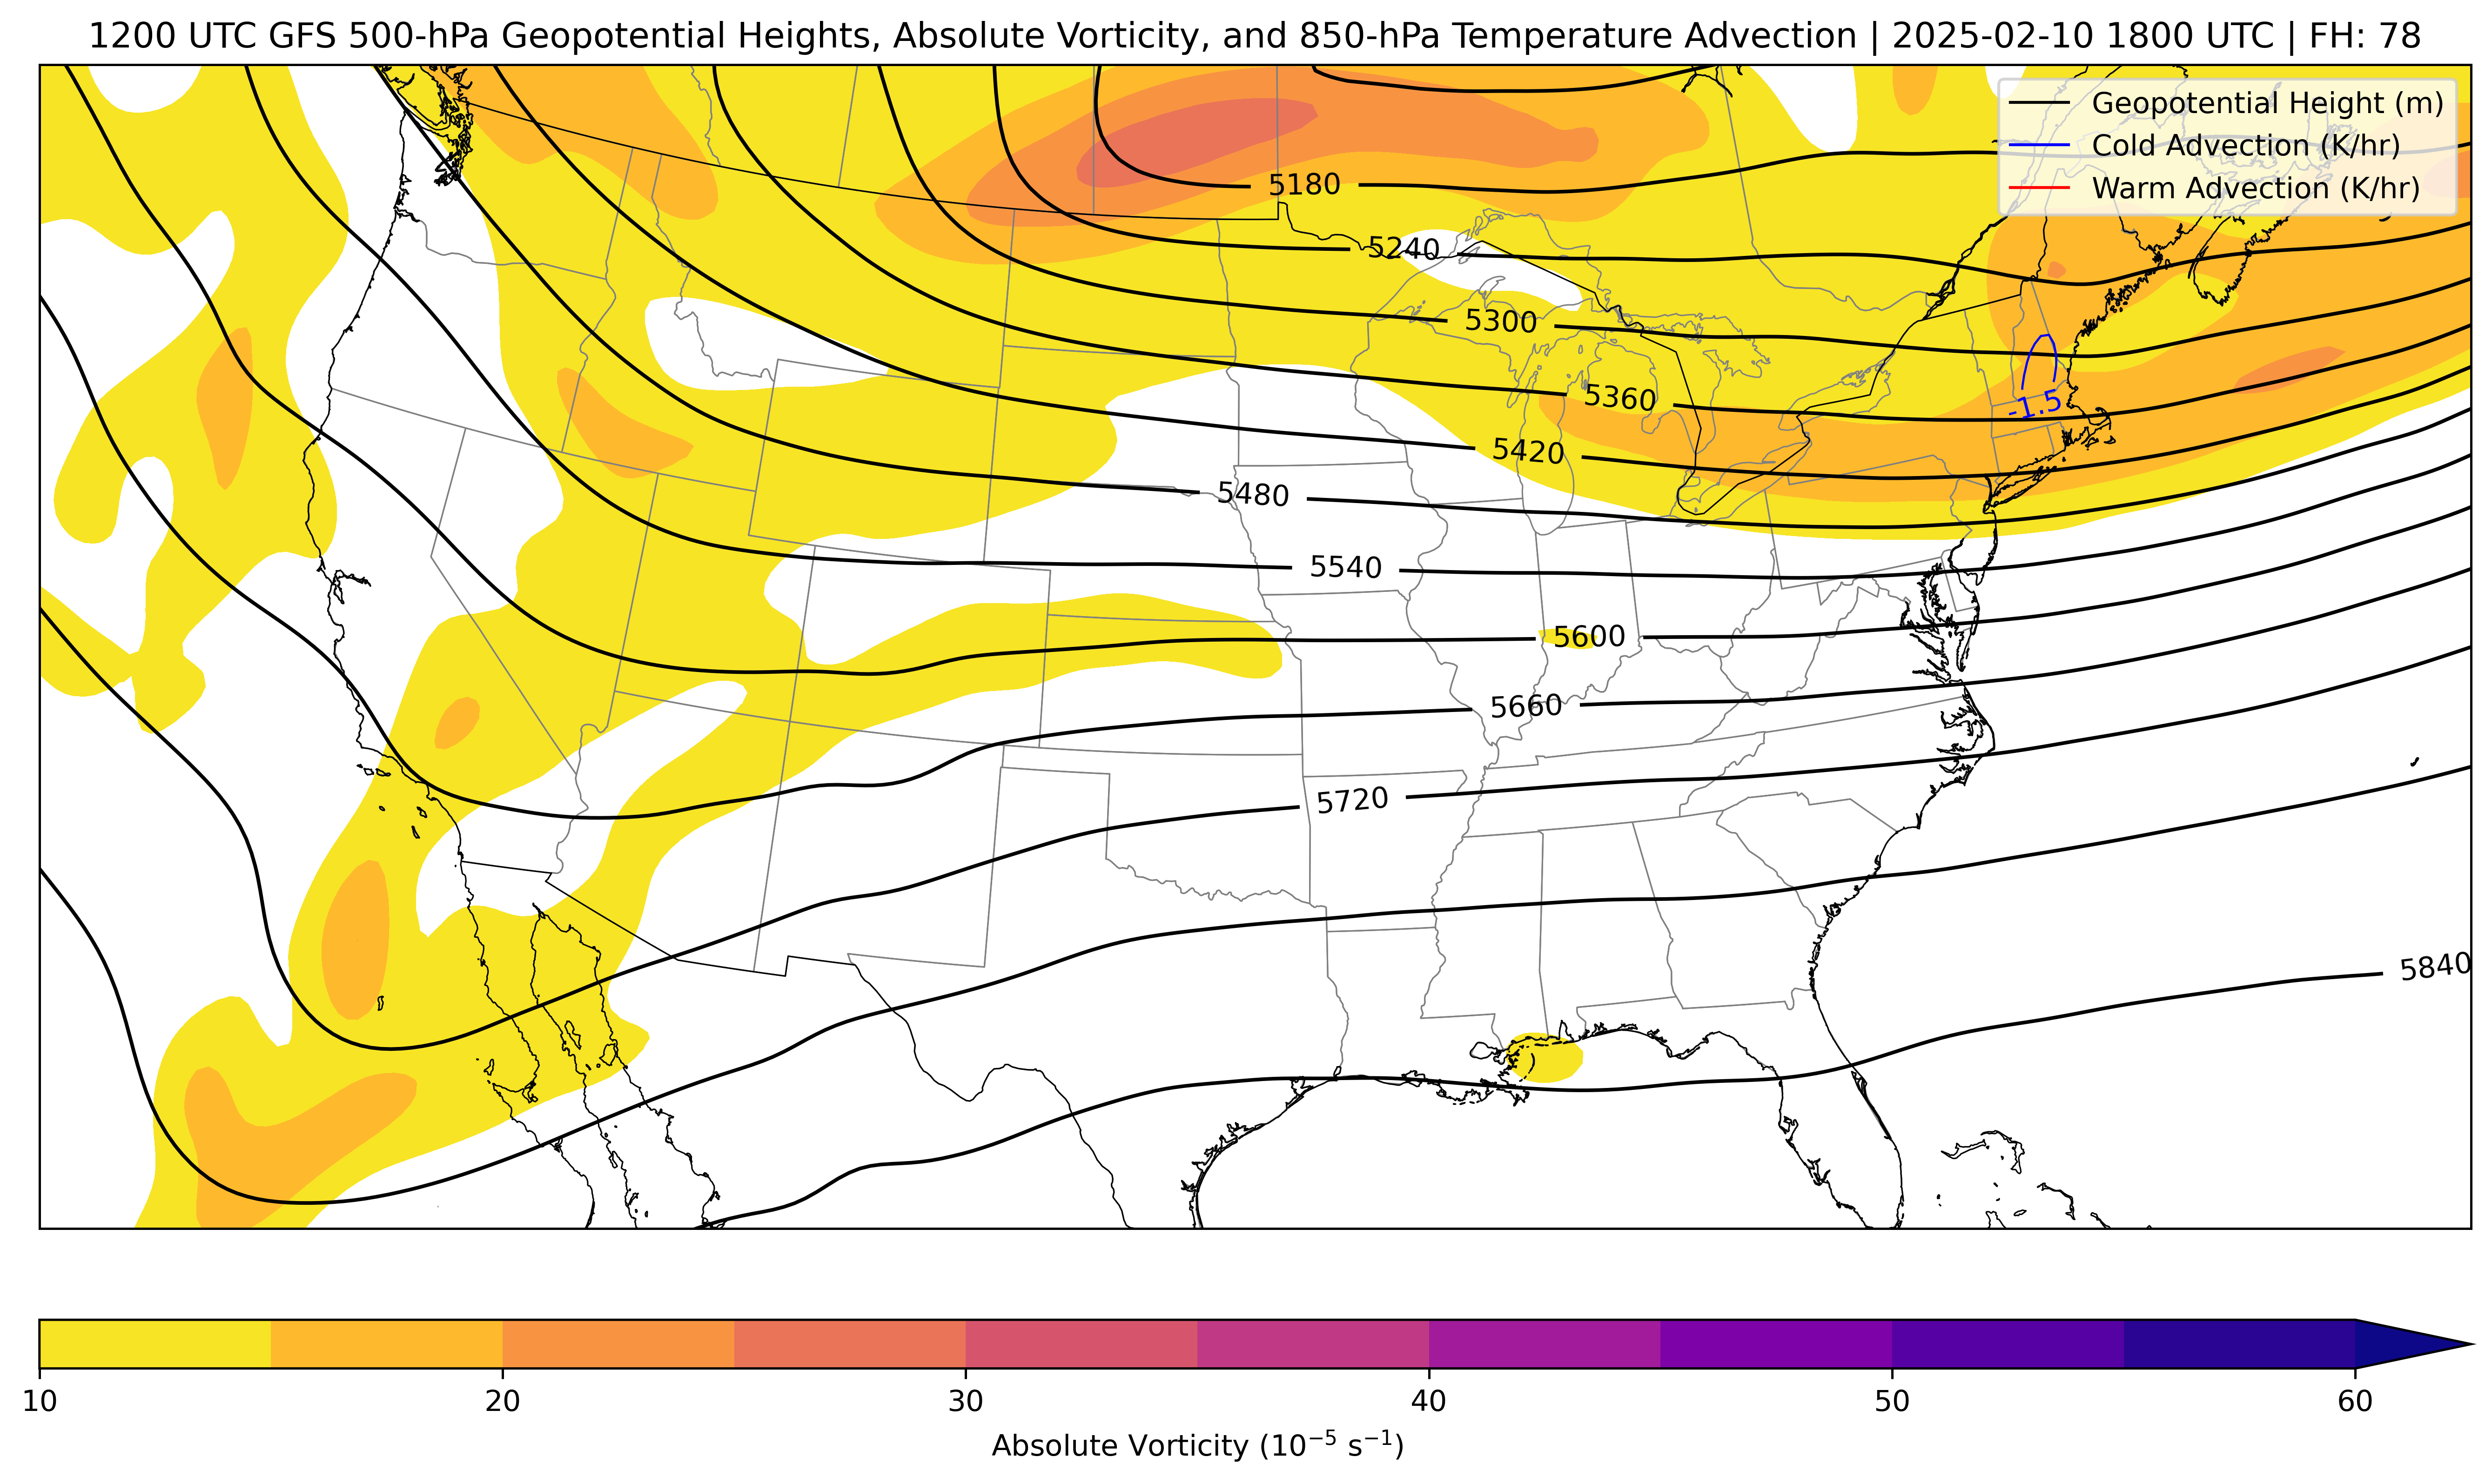 1200 UTC GFS 500-hPa Geopotential Heights, Absolute Vorticity, and 850-hPa Temperature Advection | 2025-02-10 1800 UTC | FH: 78
Geopotential Height (m)
Cold Advection (K/hr)
Warm Advection (K/hr)
5180
5240
5300
5360
-1.5
5420
5480
5540
5600
5660
5720
5840
10 20 30 40 50 60
Absolute Vorticity (10⁻⁵ s⁻¹)